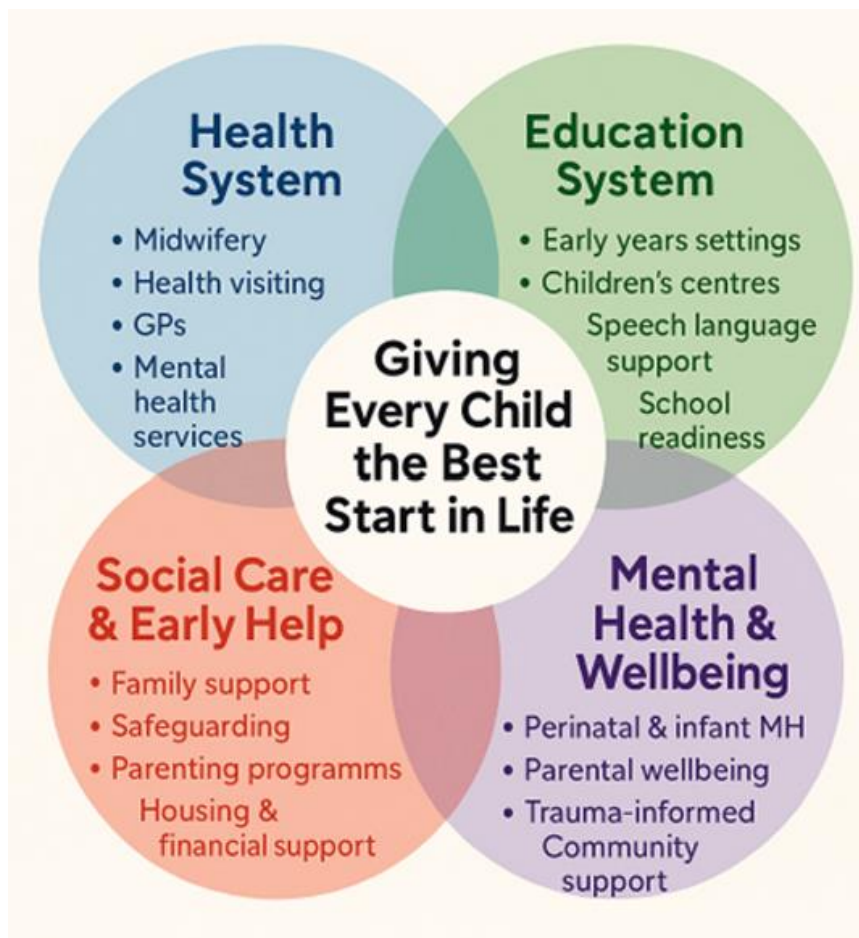 Health
System
• Midwifery
• Health visiting
• GPs
• Mental
health
services
Education
System
• Early years settings
• Children's centres
Speech language
support
School
readiness
Giving
Every Child
the Best
Start in Life
Social Care
& Early Help
• Family support
• Safeguarding
• Parenting programms
Housing &
financial support
Mental
Health &
Wellbeing
• Perinatal & infant MH
• Parental wellbeing
• Trauma-informed
Community
support